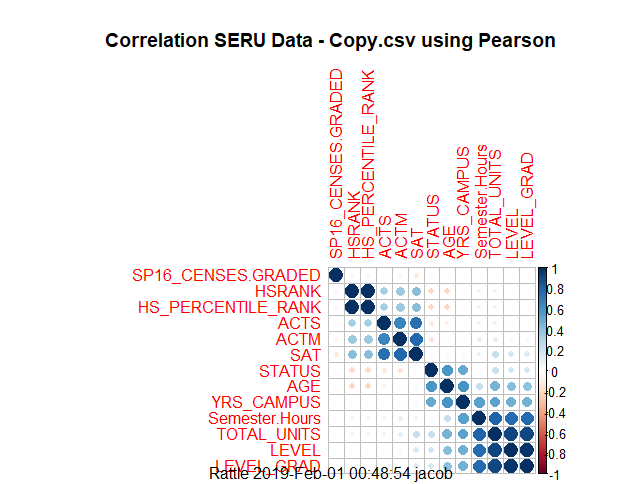 Correlation SERU Data - Copy.csv using Pearson
SP16_CENSES.GRADED
HSRANK
HS_PERCENTILE_RANK
ACTS
ACTM
SAT
STATUS
AGE
YRS_CAMPUS
Semester.Hours
TOTAL_UNITS
LEVEL
LEVEL_GRAD
SP16_CENSES.GRADED
HSRANK
HS_PERCENTILE_RANK
ACTS
ACTM
SAT
STATUS
AGE
YRS_CAMPUS
Semester.Hours
TOTAL_UNITS
LEVEL
LEVEL_GRAD
1
0.8
0.6
0.4
0.2
0
-0.2
-0.4
-0.6
-0.8
-1
Rattle 2019-Feb-01 00:48:54 jacob